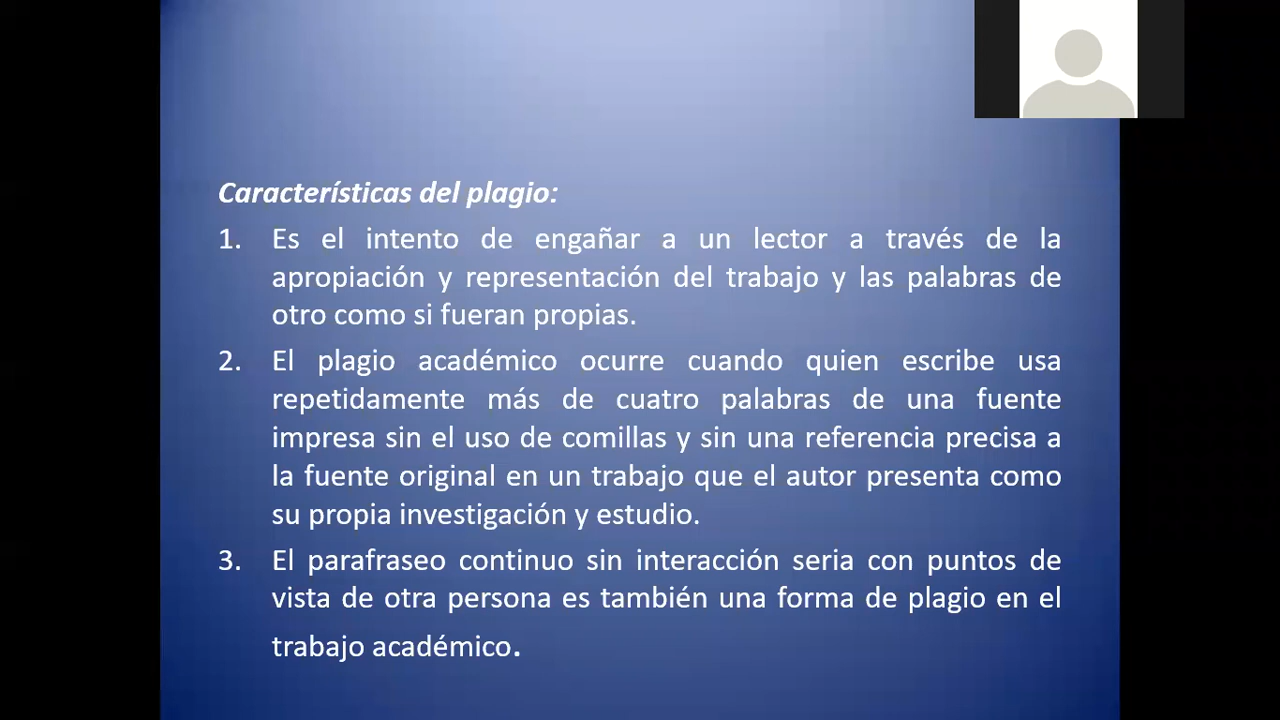 Características del plagio:
1. Es el intento de engañar a un lector a través de la
apropiación y representación del trabajo y las palabras de
otro como si fueran propias.
2. El plagio académico ocurre cuando quien escribe usa
repetidamente más de cuatro palabras de una fuente
impresa sin el uso de comillas y sin una referencia precisa a
la fuente original en un trabajo que el autor presenta como
su propia investigación y estudio.
3. El parafraseo continuo sin interacción seria con puntos de
vista de otra persona es también una forma de plagio en el
trabajo académico.